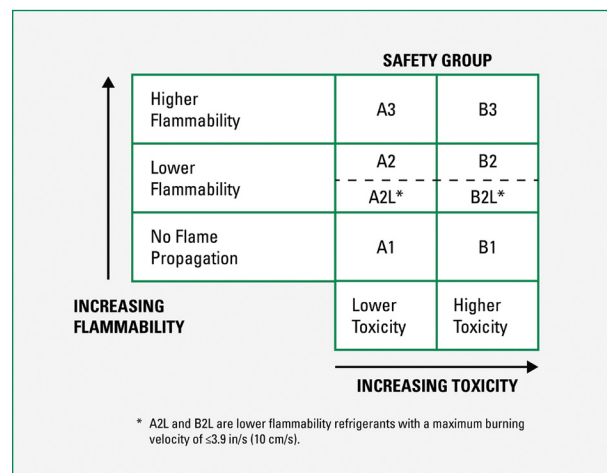 SAFETY GROUP
Higher
Flammability
A3
B3
Lower
Flammability
A2
B2
A2L*
B2L*
No Flame
Propagation
A1
B1
INCREASING
FLAMMABILITY
Lower
Toxicity
Higher
Toxicity
INCREASING TOXICITY
* A2L and B2L are lower flammability refrigerants with a maximum burning
velocity of ≤3.9 in/s (10 cm/s).